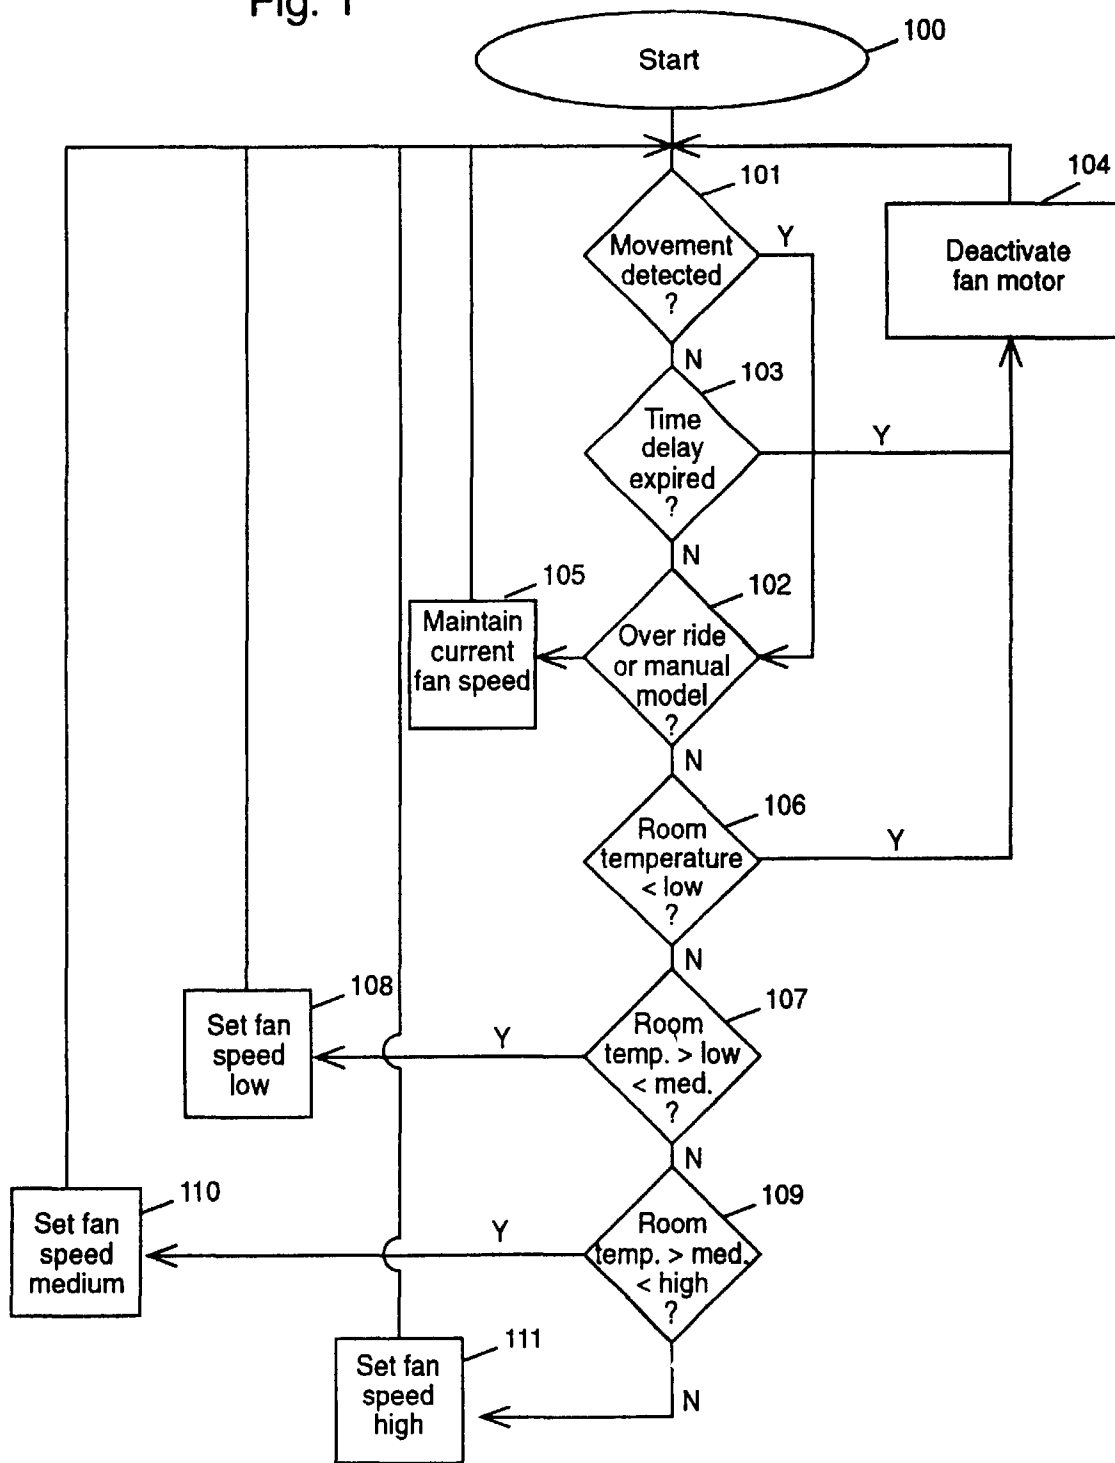 Fig. 1
Start
100
101
Movement
detected
?
Y
104
Deactivate
fan motor
N
103
Time
delay
expired
?
Y
N
105
Maintain
current
fan speed
102
Over ride
or manual
model
?
N
106
Room
temperature
< low
?
Y
N
108
Set fan
speed
low
Y
107
Room
temp. > low
< med.
?
N
110
Set fan
speed
medium
Y
109
Room
temp. > med.
< high
?
111
Set fan
speed
high
N